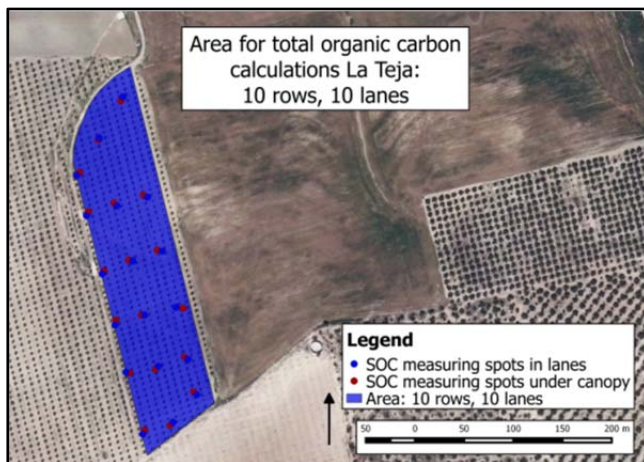 Area for total organic carbon
calculations La Teja:
10 rows, 10 lanes
Legend
SOC measuring spots in lanes
SOC measuring spots under canopy
Area: 10 rows, 10 lanes
50 0 50 100 150 200 m